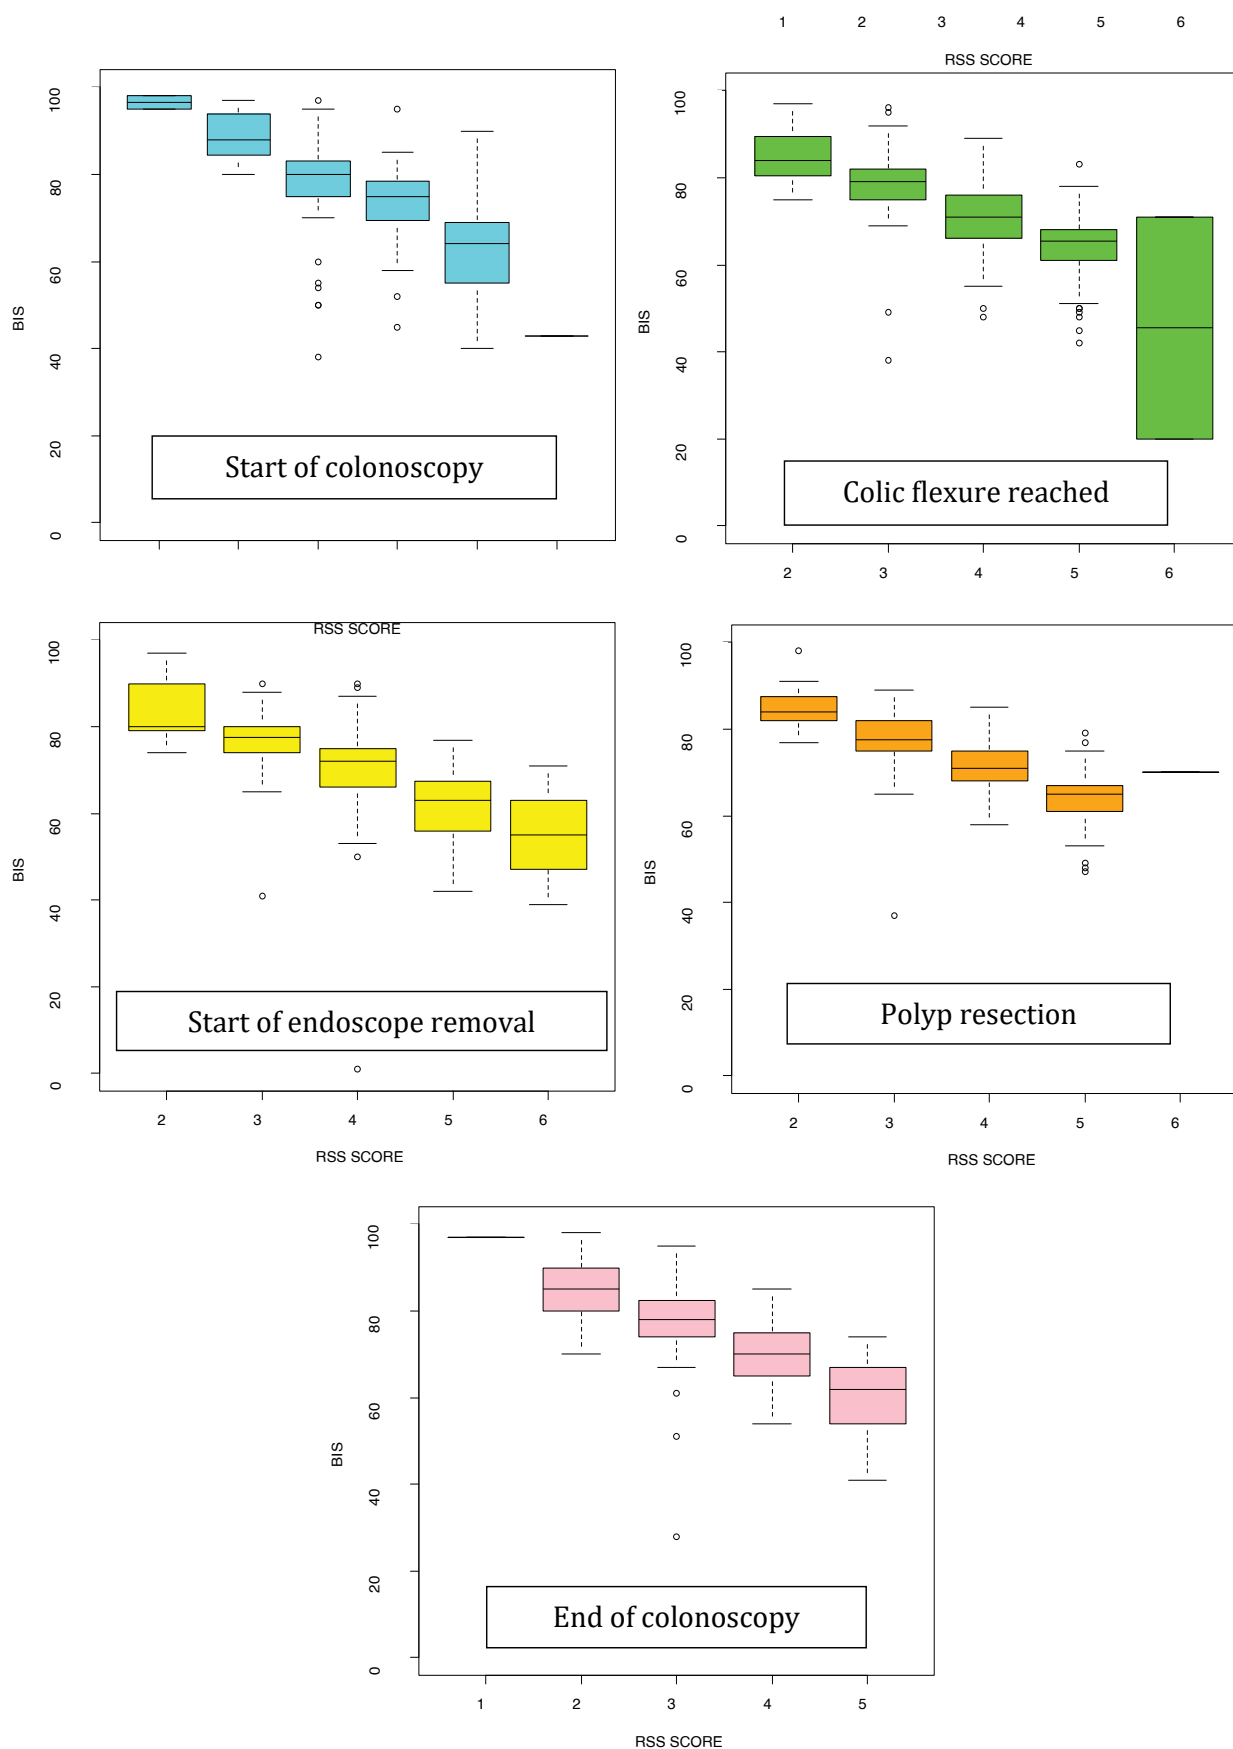 1 2 3 4 5 6
RSS SCORE
100
80
60
40
20
0
BIS
Start of colonoscopy
100
80
60
40
20
0
BIS
Colic flexure reached
2 3 4 5 6
RSS SCORE
100
80
60
40
20
0
BIS
Start of endoscope removal
2 3 4 5 6
RSS SCORE
100
80
60
40
20
0
BIS
Polyp resection
2 3 4 5 6
RSS SCORE
100
80
60
40
20
0
BIS
End of colonoscopy
1 2 3 4 5
RSS SCORE